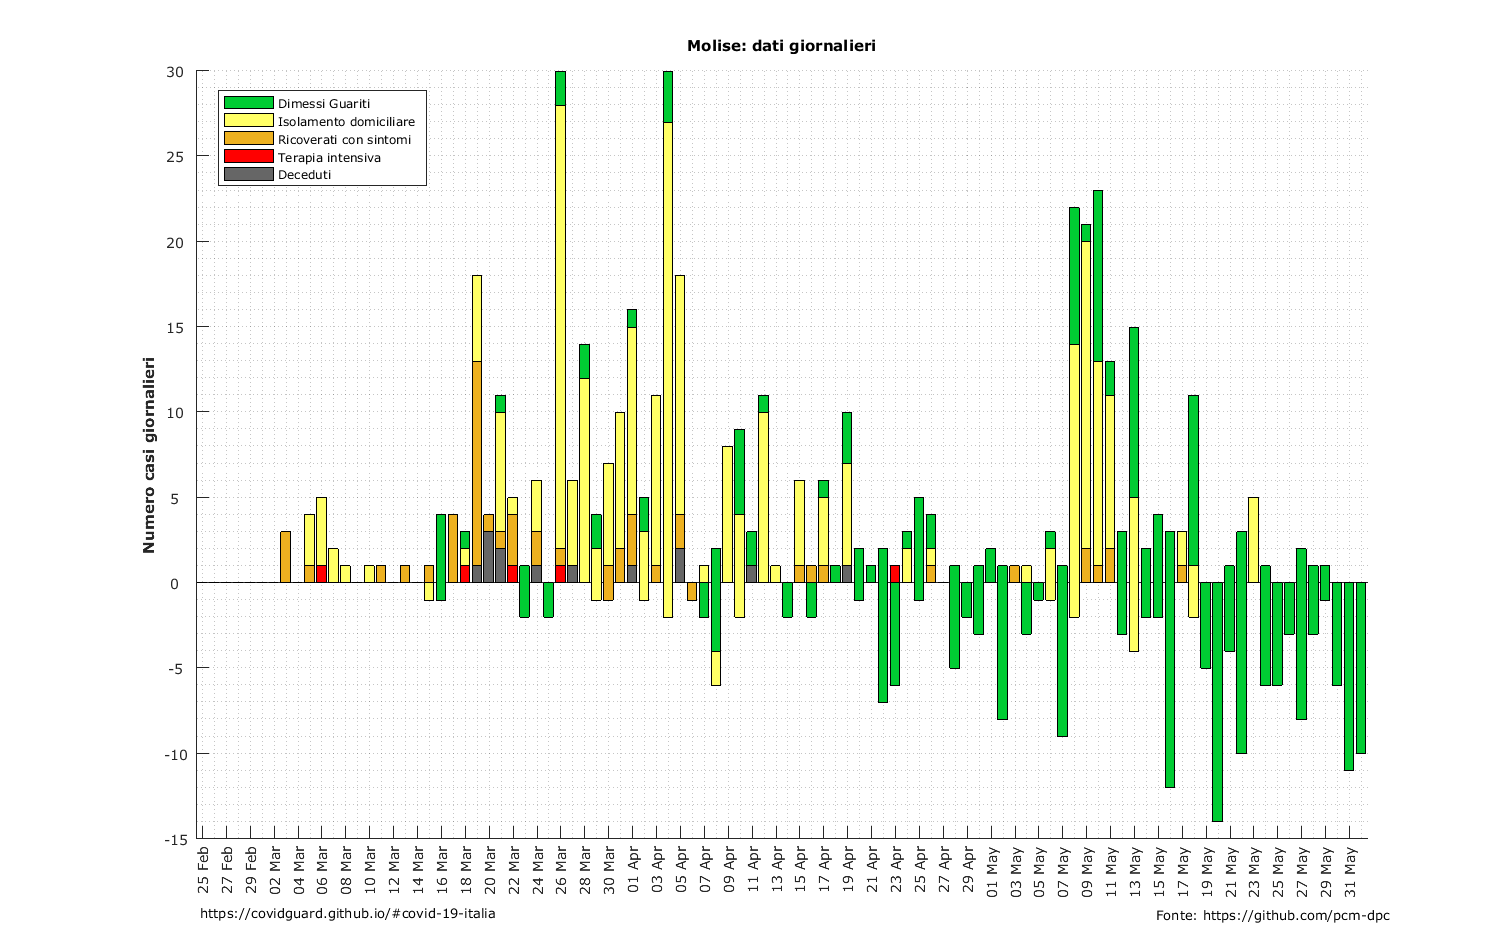 Molise: dati giornalieri
30
25
20
15
10
5
0
-5
-10
-15
Numero casi giornalieri
Dimessi Guariti
Isolamento domiciliare
Ricoverati con sintomi
Terapia intensiva
Deceduti
25 Feb
27 Feb
29 Feb
02 Mar
04 Mar
06 Mar
08 Mar
10 Mar
12 Mar
14 Mar
16 Mar
18 Mar
20 Mar
22 Mar
24 Mar
26 Mar
28 Mar
30 Mar
01 Apr
03 Apr
05 Apr
07 Apr
09 Apr
11 Apr
13 Apr
15 Apr
17 Apr
19 Apr
21 Apr
23 Apr
25 Apr
27 Apr
29 Apr
01 May
03 May
05 May
07 May
09 May
11 May
13 May
15 May
17 May
19 May
21 May
23 May
25 May
27 May
29 May
31 May
https://covidguard.github.io/#covid-19-italia
Fonte: https://github.com/pcm-dpc